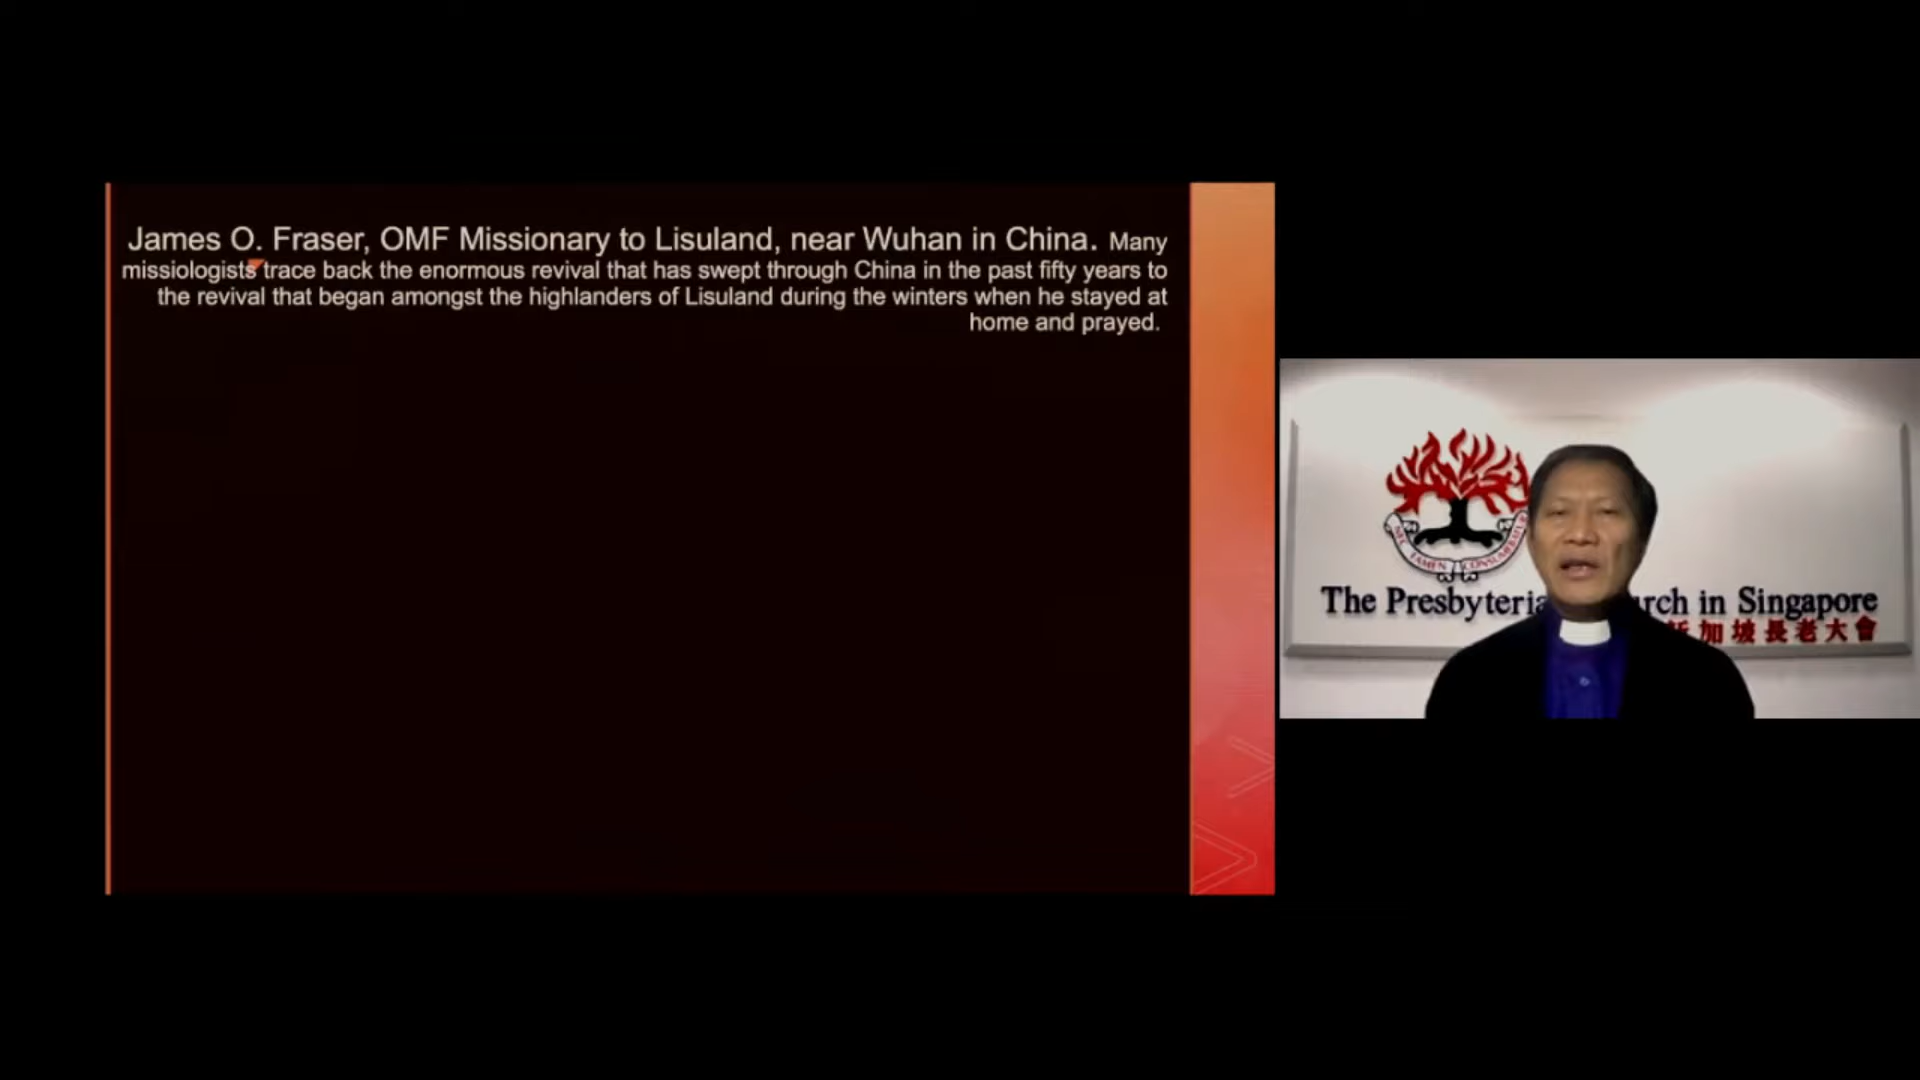 James O. Fraser, OMF Missionary to Lisuland, near Wuhan in China. Many
missiologists trace back the enormous revival that has swept through China in the past fifty years to
the revival that began amongst the highlanders of Lisuland during the winters when he stayed at
home and prayed.
NEC TAMEN CONSUMEBATUR
The Presbyteria rch in Singapore
加坡長老大會